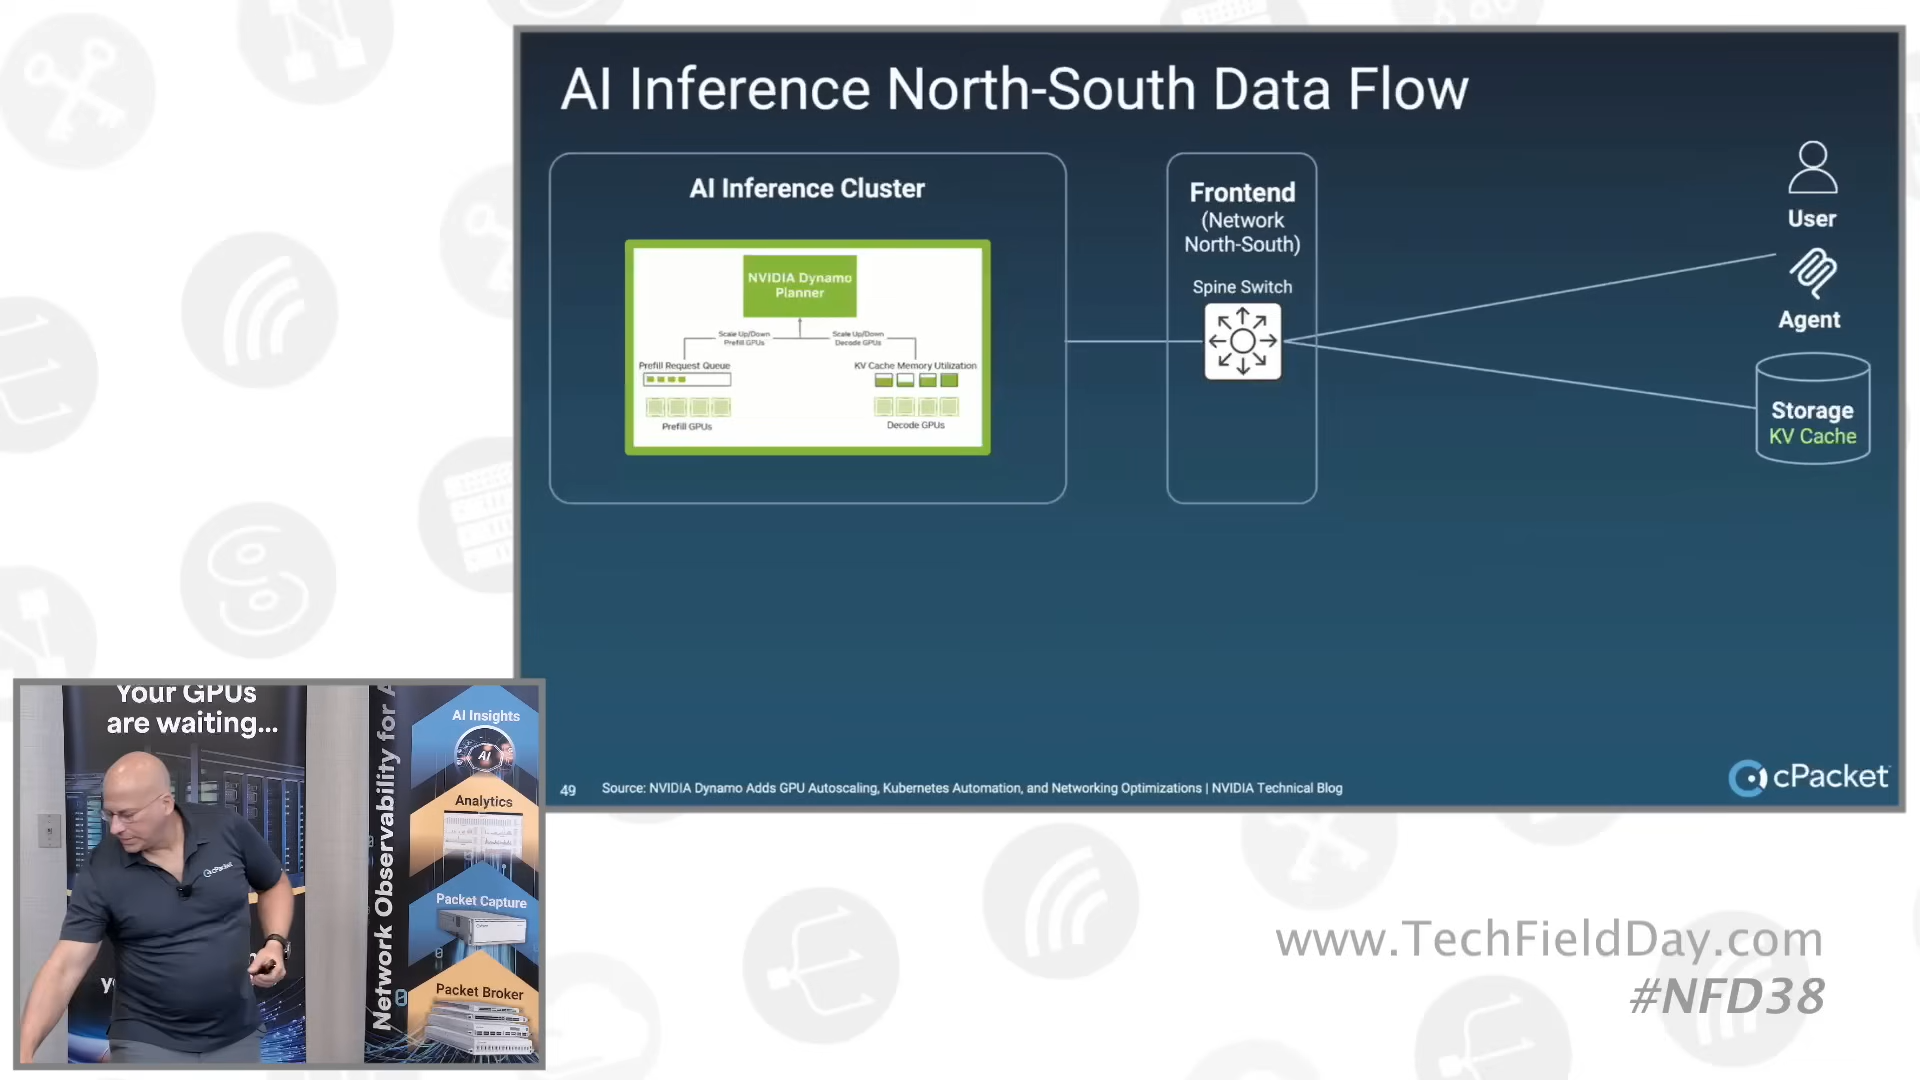 AI Inference North-South Data Flow
AI Inference Cluster
NVIDIA Dynamo
Planner
Scale Up/Down
Prefill GPUs
Scale Up/Down
Decode GPUs
Prefill Request Queue
KV Cache Memory Utilization
Prefill GPUs
Decode GPUs
Frontend
(Network
North-South)
Spine Switch
User
Agent
Storage
KV Cache
49
Source: NVIDIA Dynamo Adds GPU Autoscaling, Kubernetes Automation, and Networking Optimizations | NVIDIA Technical Blog
cPacket
Your GPUs
are waiting...
cPacket
Network Observability for
AI Insights
AI
Analytics
Packet Capture
Packet Broker
www.TechFieldDay.com
#NFD38